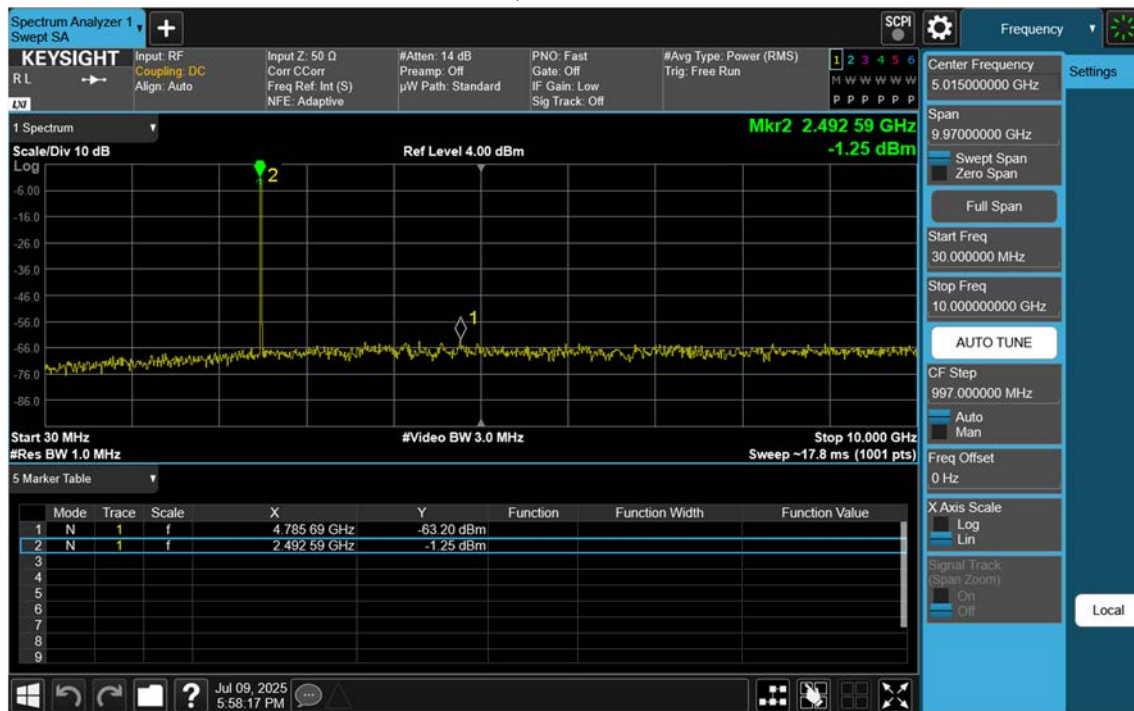 Spectrum Analyzer 1
Swept SA
SCPI
Frequency
KEYSIGHT
R L
LXI
Input: RF
Coupling: DC
Align: Auto
Input Z: 50 Ω
Corr CCorr
Freq Ref: Int (S)
NFE: Adaptive
#Atten: 14 dB
Preamp: Off
µW Path: Standard
PNO: Fast
Gate: Off
IF Gain: Low
Sig Track: Off
#Avg Type: Power (RMS)
Trig: Free Run
1 2 3 4 5 6
M W W W W W
P P P P P P
1 Spectrum
Scale/Div 10 dB
Log
Ref Level 4.00 dBm
Mkr2 2.492 59 GHz
-1.25 dBm
-6.00
-16.0
-26.0
-36.0
-46.0
-56.0
-66.0
-76.0
-86.0
2
1
Start 30 MHz
#Res BW 1.0 MHz
#Video BW 3.0 MHz
Stop 10.000 GHz
Sweep ~17.8 ms (1001 pts)
5 Marker Table
Mode Trace Scale X Y Function Function Width Function Value
1 N 1 f 4.785 69 GHz -63.20 dBm
2 N 1 f 2.492 59 GHz -1.25 dBm
3
4
5
6
7
8
9
Center Frequency
5.015000000 GHz
Span
9.97000000 GHz
Swept Span
Zero Span
Full Span
Start Freq
30.000000 MHz
Stop Freq
10.000000000 GHz
AUTO TUNE
CF Step
997.000000 MHz
Auto
Man
Freq Offset
0 Hz
X Axis Scale
Log
Lin
Signal Track
(Span Zoom)
On
Off
Settings
Local
?
Jul 09, 2025
5:58:17 PM